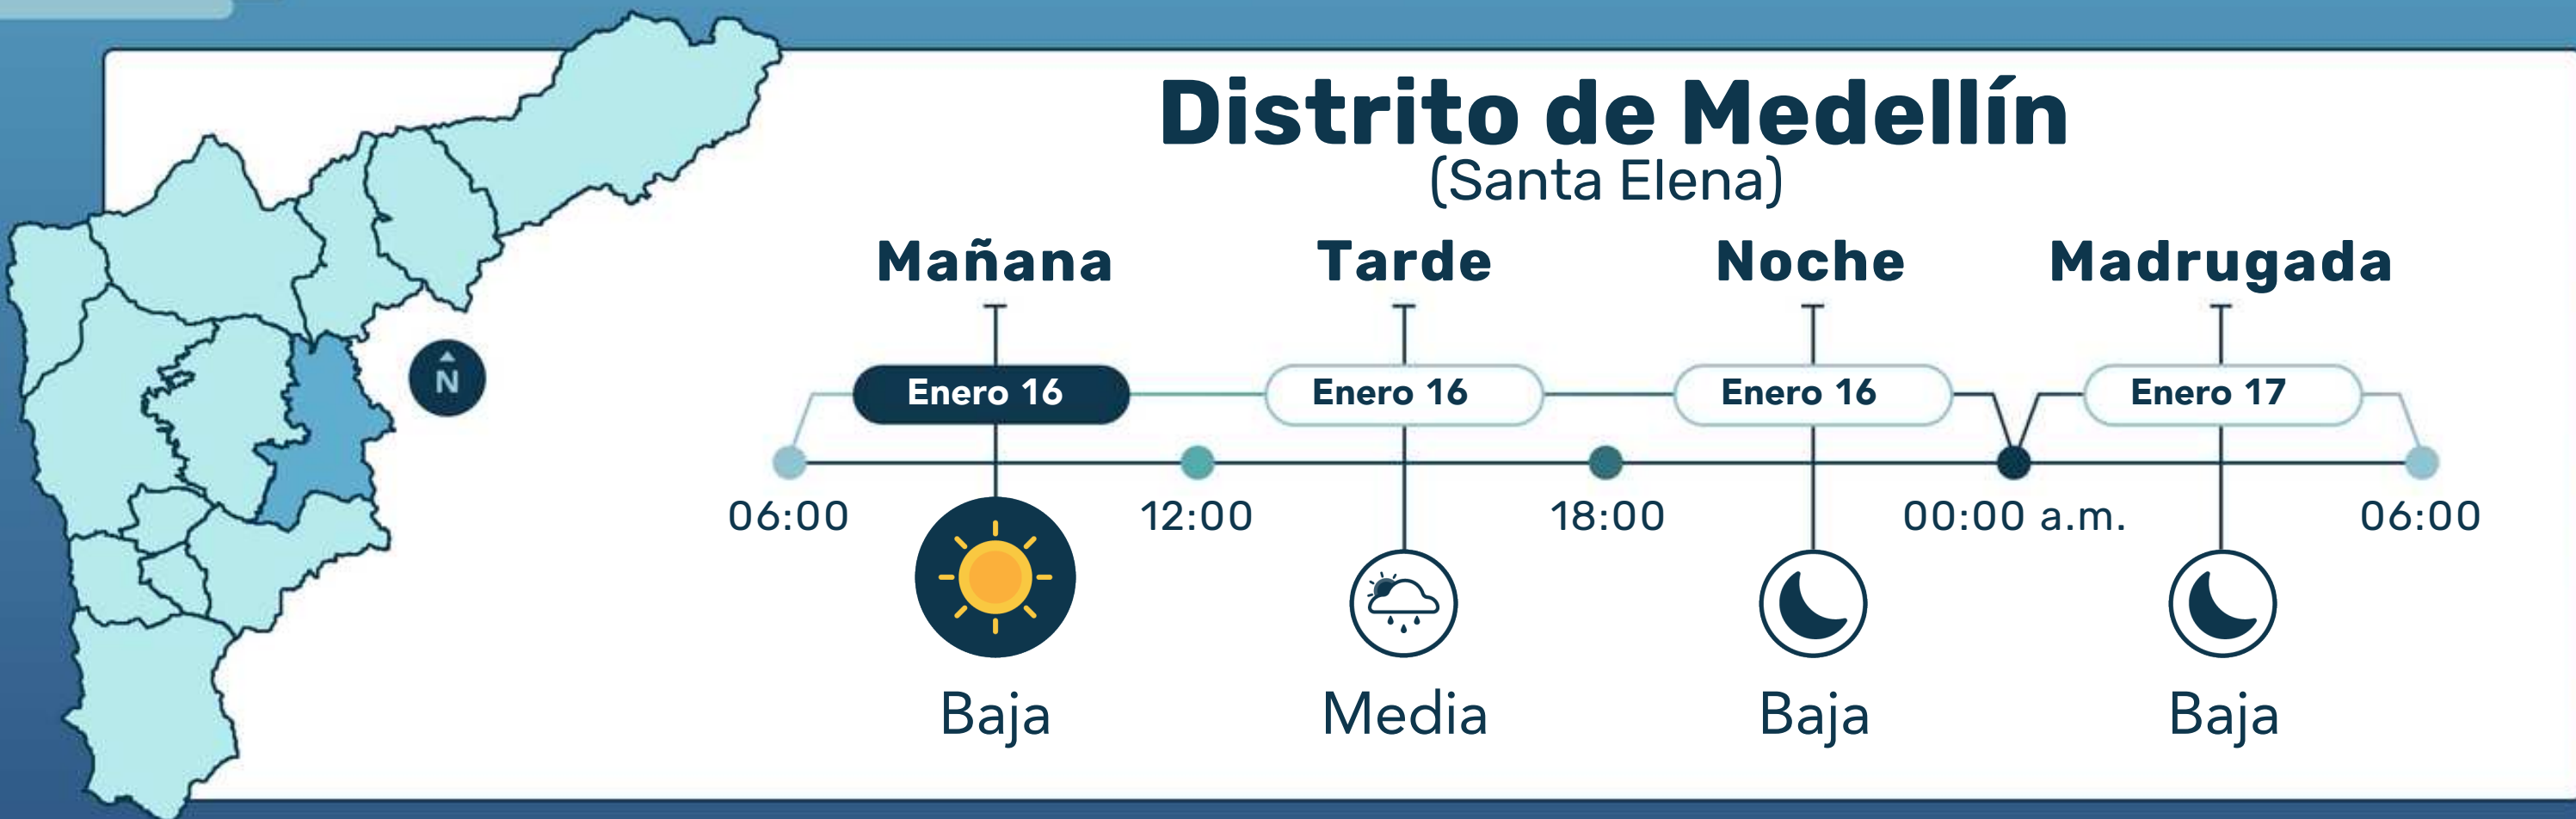 Distrito de Medellín
(Santa Elena)
Mañana Tarde Noche Madrugada
N
Enero 16 Enero 16 Enero 16 Enero 17
06:00 12:00 18:00 00:00 a.m. 06:00
Baja Media Baja Baja